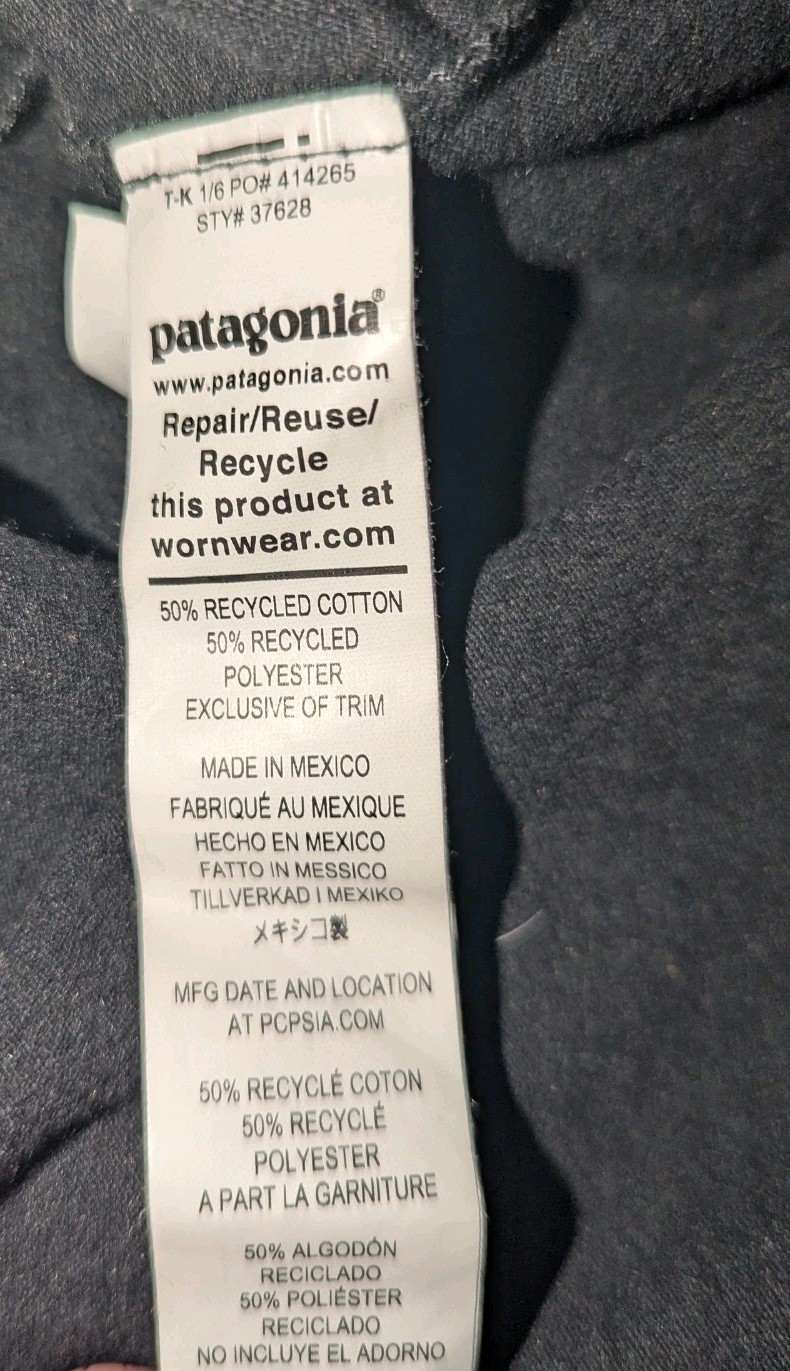 T-K 1/6 PO# 414265
STY# 37628
patagonia®
www.patagonia.com
Repair/Reuse/
Recycle
this product at
wornwear.com
50% RECYCLED COTTON
50% RECYCLED
POLYESTER
EXCLUSIVE OF TRIM
MADE IN MEXICO
FABRIQUÉ AU MEXIQUE
HECHO EN MEXICO
FATTO IN MESSICO
TILLVERKAD I MEXIKO
メキシコ製
MFG DATE AND LOCATION
AT PCPSIA.COM
50% RECYCLÉ COTON
50% RECYCLÉ
POLYESTER
A PART LA GARNITURE
50% ALGODÓN
RECICLADO
50% POLIÉSTER
RECICLADO
NO INCLUYE EL ADORNO